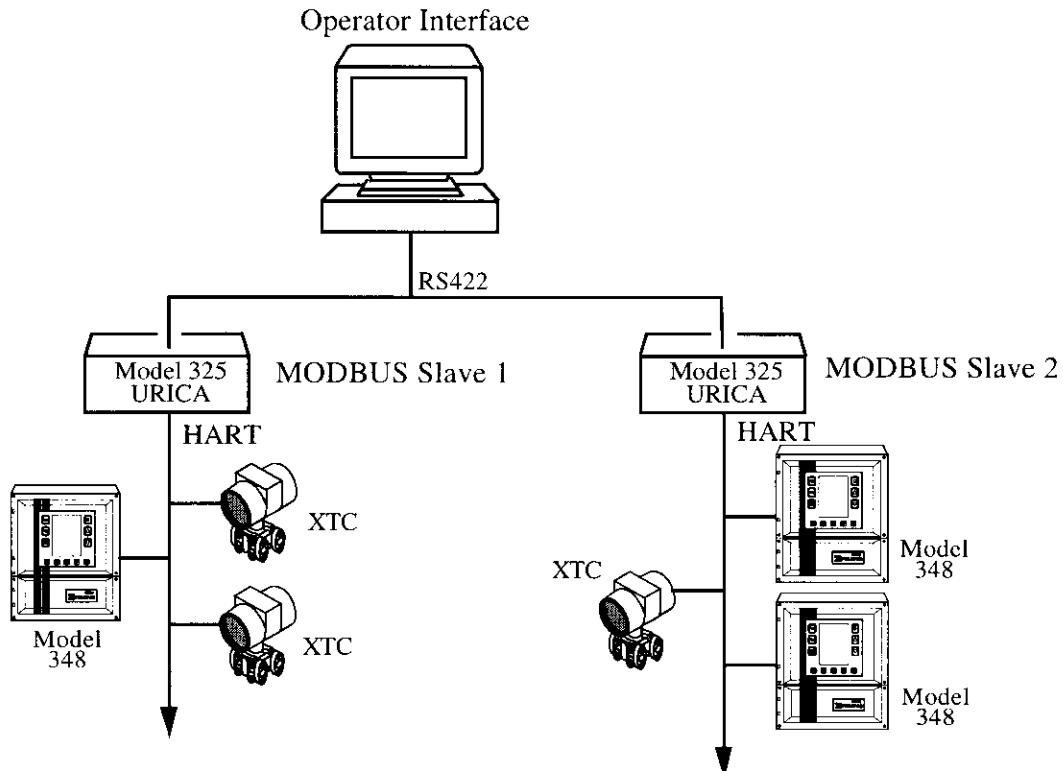 Operator Interface
RS422
Model 325
URICA
MODBUS Slave 1
Model 325
URICA
MODBUS Slave 2
HART
HART
XTC
Model
348
XTC
Model
348
XTC
Model
348